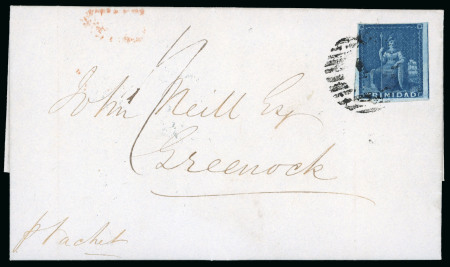 TRINIDAD
John Neill Esq
Greenock
p Packet